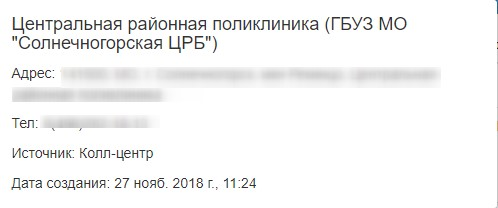 Центральная районная поликлиника (ГБУЗ МО
"Солнечногорская ЦРБ")
Адрес:
Тел:
Источник: Колл-центр
Дата создания: 27 нояб. 2018 г., 11:24